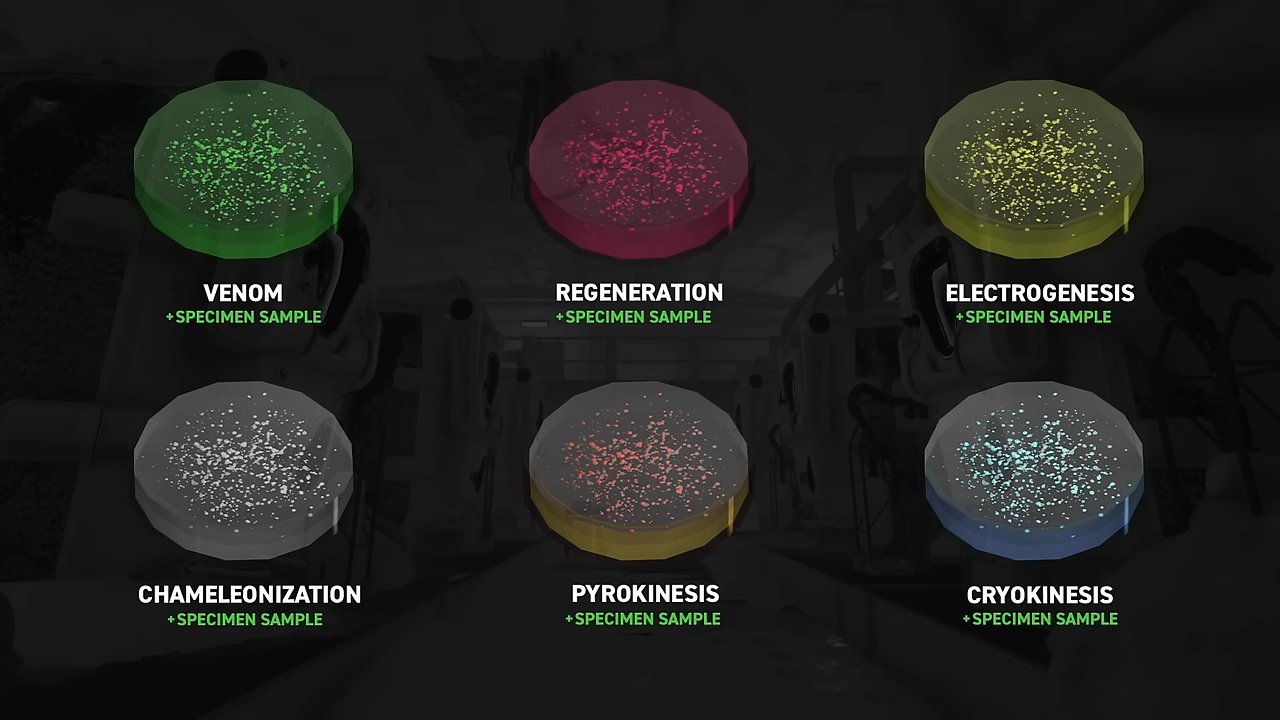 VENOM
+SPECIMEN SAMPLE
REGENERATION
+SPECIMEN SAMPLE
ELECTROGENESIS
+SPECIMEN SAMPLE
CHAMELEONIZATION
+SPECIMEN SAMPLE
PYROKINESIS
+SPECIMEN SAMPLE
CRYOKINESIS
+SPECIMEN SAMPLE